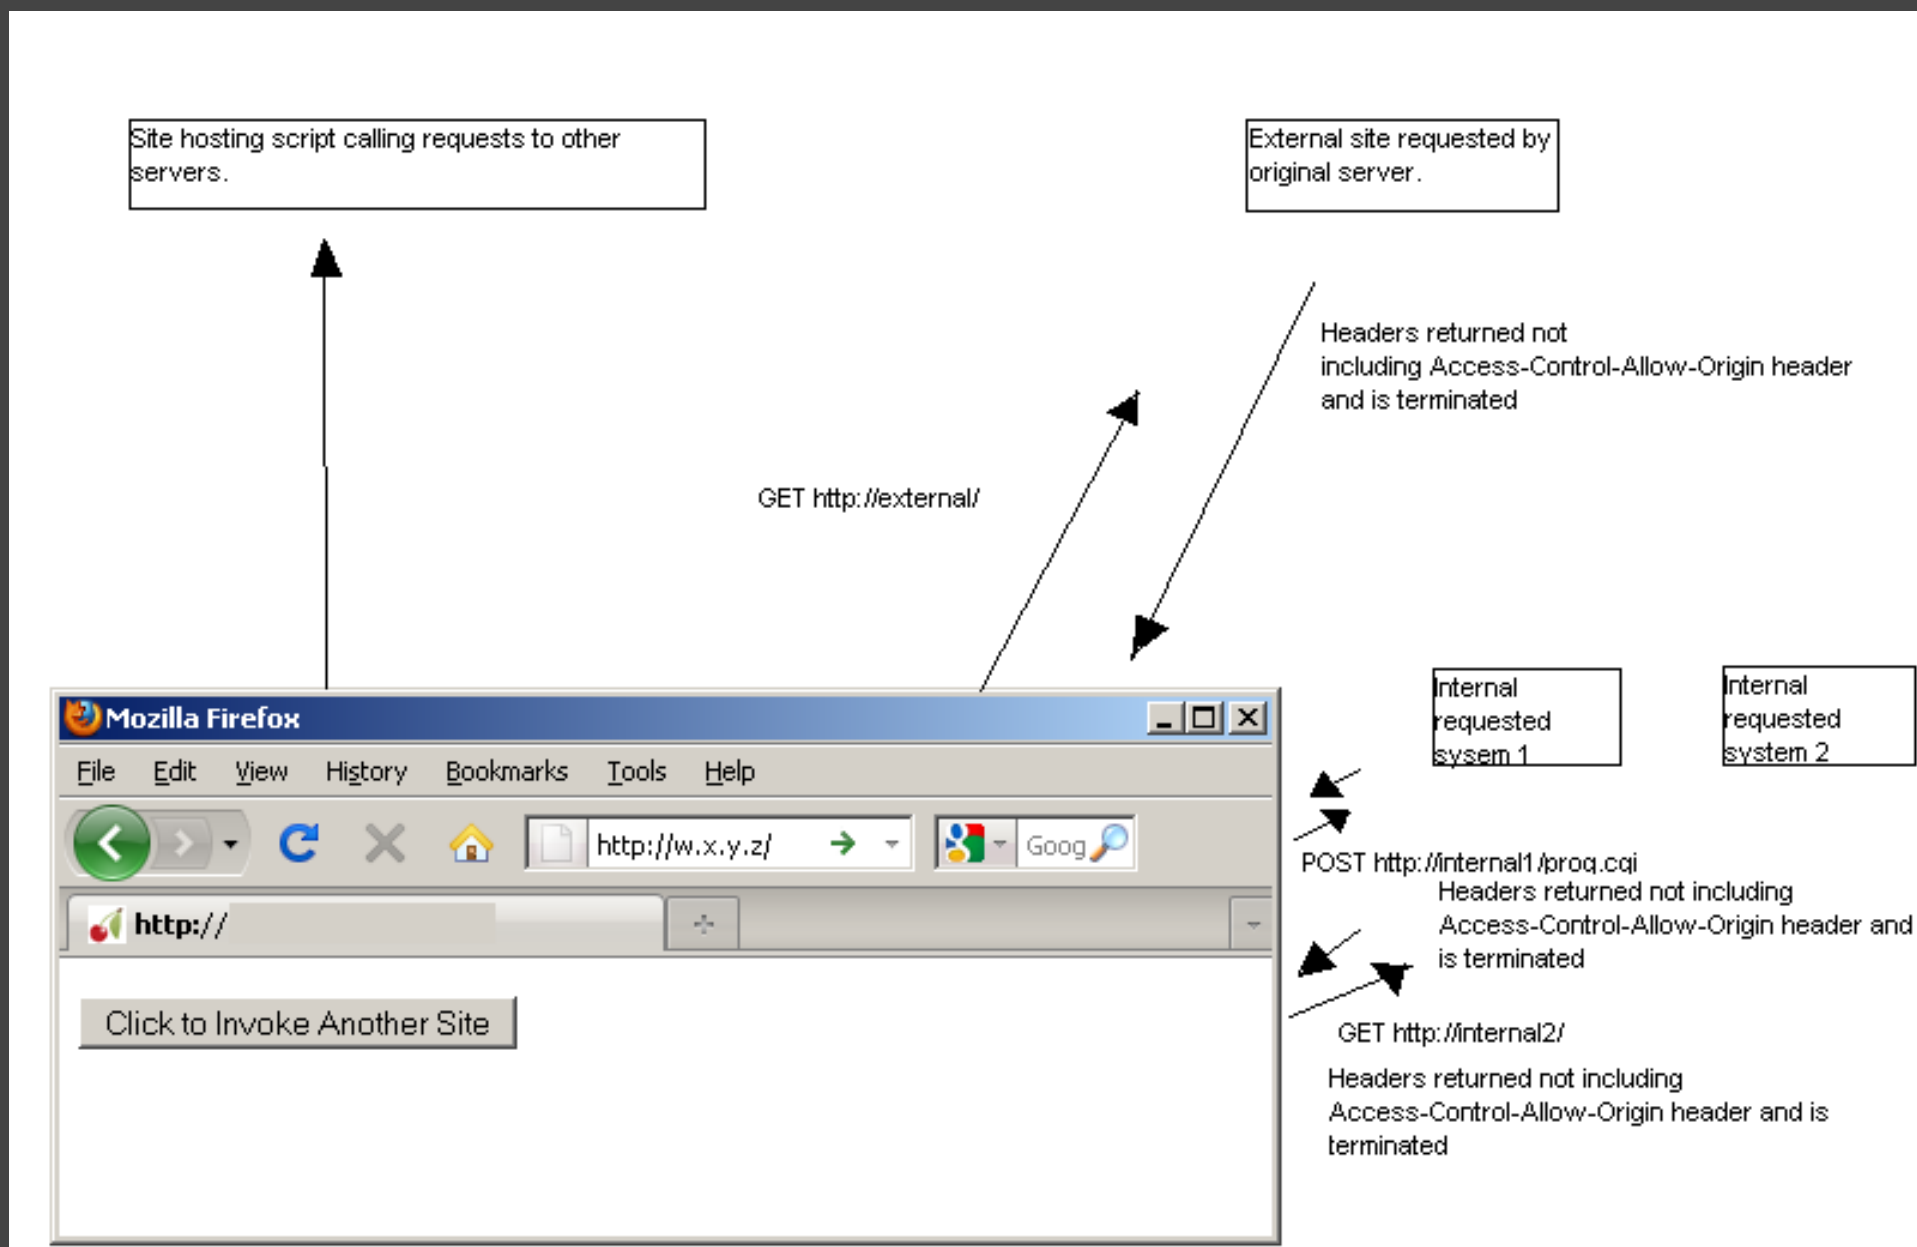 Site hosting script calling requests to other
servers.
External site requested by
original server.
Headers returned not
including Access-Control-Allow-Origin header
and is terminated
GET http://external/
Internal
requested
sysem 1
Internal
requested
system 2
Mozilla Firefox
File Edit View History Bookmarks Tools Help
http://w.x.y.z/
Goog
http://
Click to Invoke Another Site
POST http://internal1/prog.cgi
Headers returned not including
Access-Control-Allow-Origin header and
is terminated
GET http://internal2/
Headers returned not including
Access-Control-Allow-Origin header and is
terminated